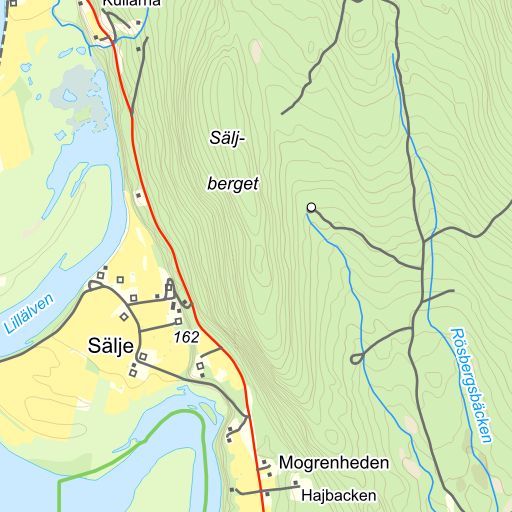 Kullarna
Sälj-
berget
Lillälven
162
Sälje
Rösbergsbäcken
Mogrenheden
Hajbacken